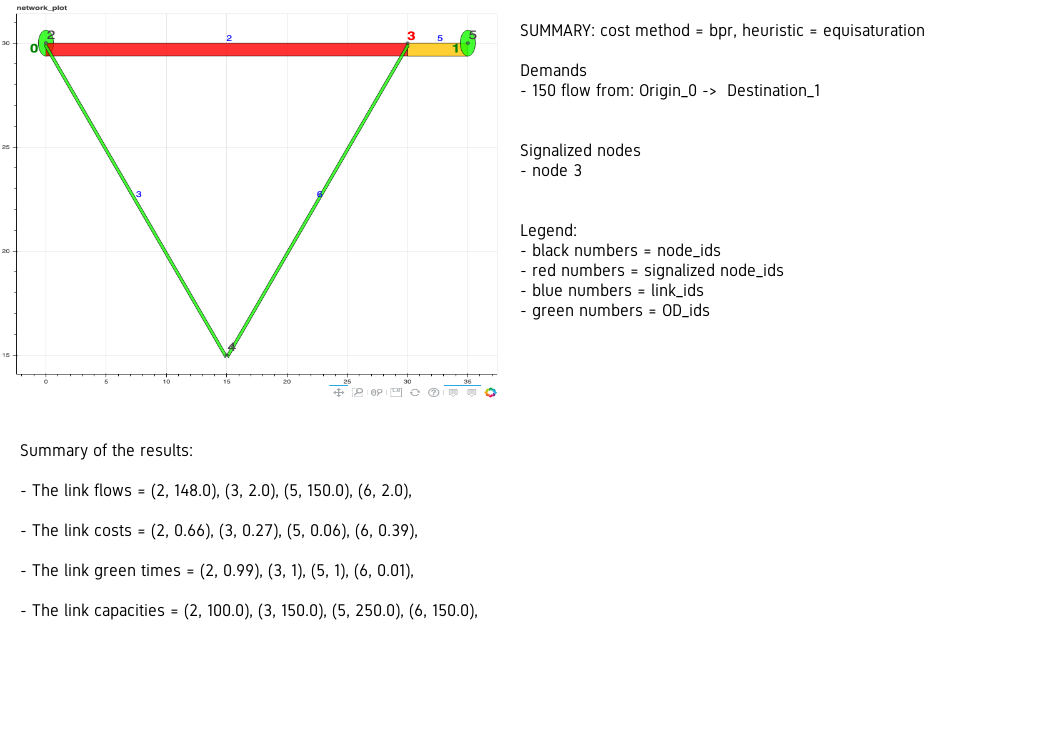 network_plot
SUMMARY: cost method = bpr, heuristic = equisaturation
Demands
- 150 flow from: Origin_0 -> Destination_1
Signalized nodes
- node 3
Legend:
- black numbers = node_ids
- red numbers = signalized node_ids
- blue numbers = link_ids
- green numbers = OD_ids
30
25
20
15
0 2
2
3
5
1 5
3
6
4
0 5 10 15 20 25 30 35
Summary of the results:
- The link flows = (2, 148.0), (3, 2.0), (5, 150.0), (6, 2.0),
- The link costs = (2, 0.66), (3, 0.27), (5, 0.06), (6, 0.39),
- The link green times = (2, 0.99), (3, 1), (5, 1), (6, 0.01),
- The link capacities = (2, 100.0), (3, 150.0), (5, 250.0), (6, 150.0),